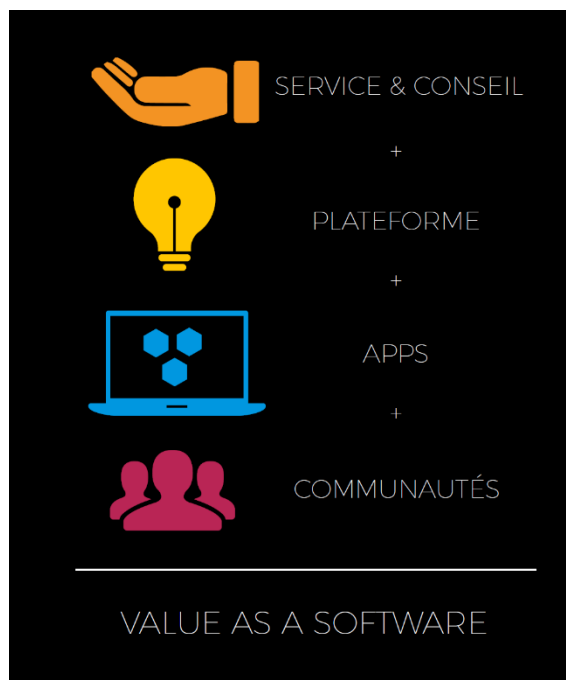 SERVICE & CONSEIL
+
PLATEFORME
+
APPS
+
COMMUNAUTÉS
VALUE AS A SOFTWARE